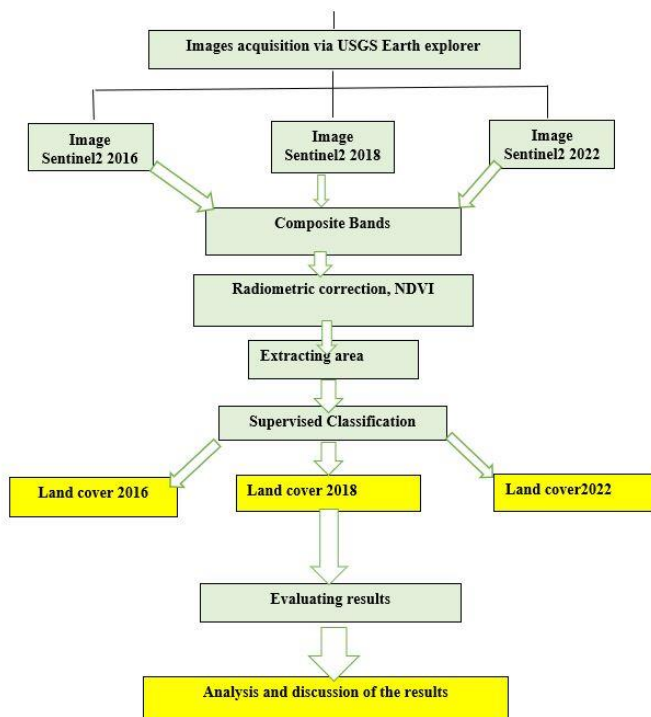 Images acquisition via USGS Earth explorer
Image
Sentinel2 2016
Image
Sentinel2 2018
Image
Sentinel2 2022
Composite Bands
Radiometric correction, NDVI
Extracting area
Supervised Classification
Land cover 2016
Land cover 2018
Land cover2022
Evaluating results
Analysis and discussion of the results